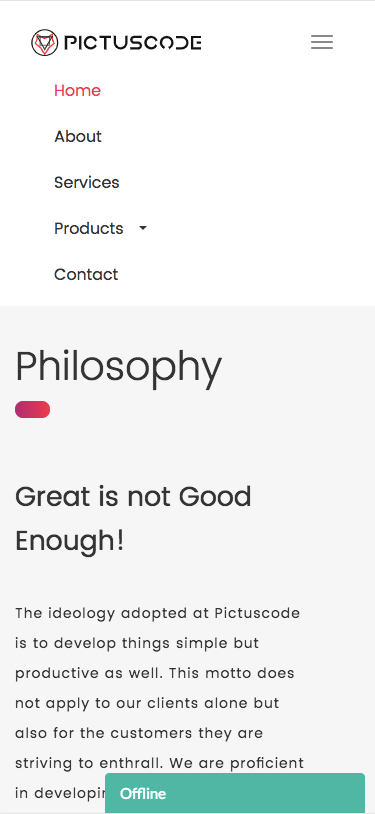 PICTUSCODE
Home
About
Services
Products
Contact
Philosophy
Great is not Good
Enough!
The ideology adopted at Pictuscode
is to develop things simple but
productive as well. This motto does
not apply to our clients alone but
also for the customers they are
striving to enthrall. We are proficient
in
Offline